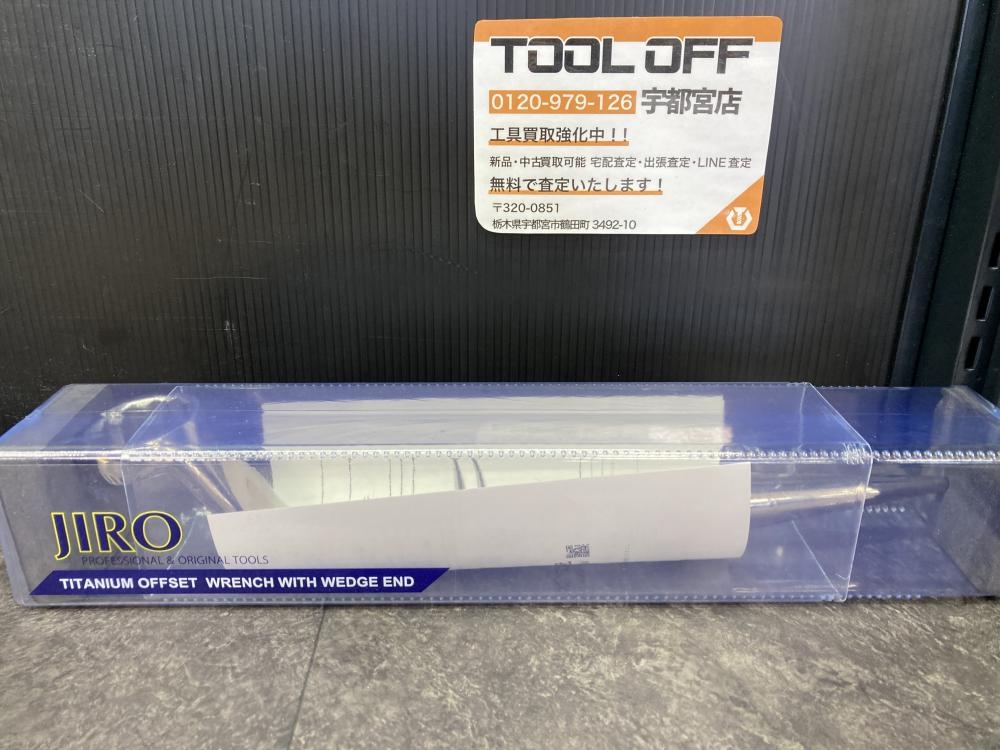 TOOL OFF
0120-979-126 宇都宮店
工具買取強化中!!
新品・中古買取可能 宅配査定・出張査定・LINE査定
無料で査定いたします!
〒320-0851
栃木県宇都宮市鶴田町 3492-10
JIRO
PROFESSIONAL & ORIGINAL TOOLS
TITANIUM OFFSET WRENCH WITH WEDGE END